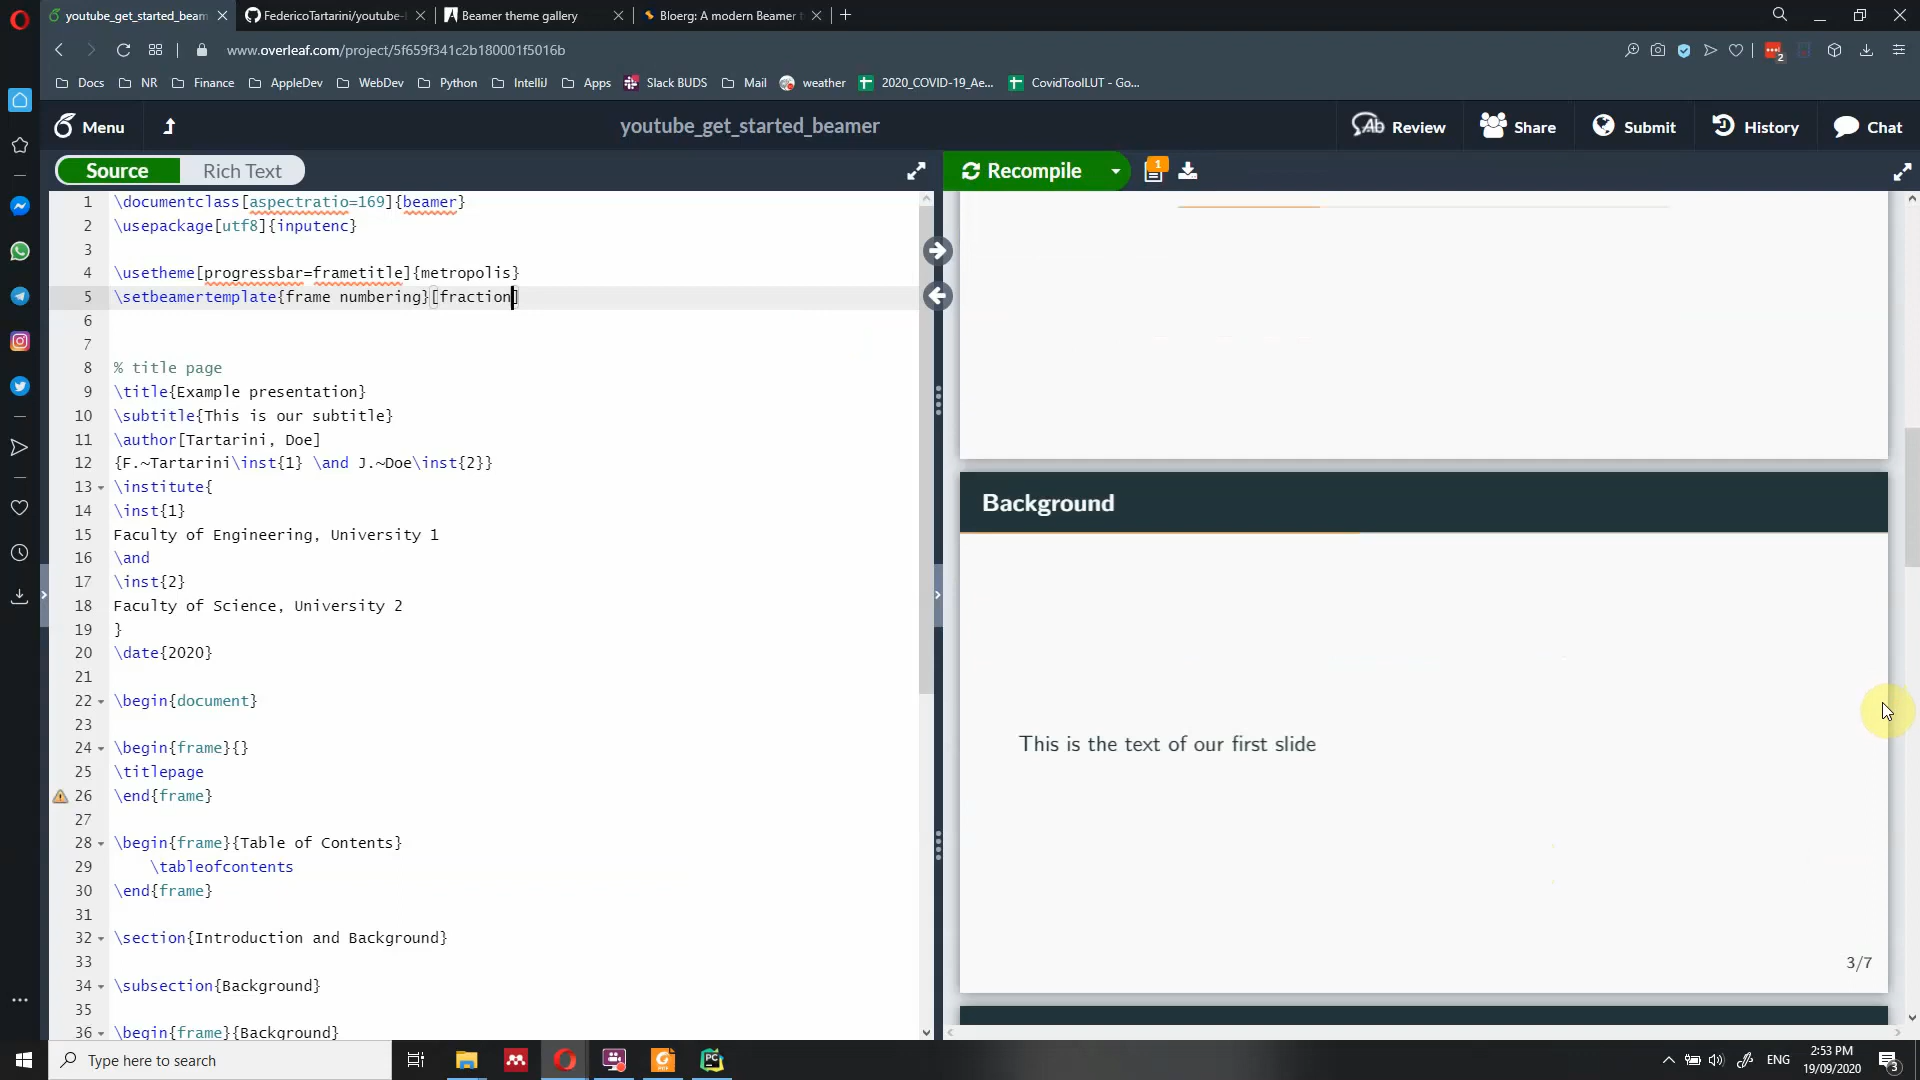 youtube_get_started_beam
FedericoTartarini/youtube-
Beamer theme gallery
Bloerg: A modern Beamer
www.overleaf.com/project/5f659f341c2b180001f5016b
2
Docs
NR
Finance
AppleDev
WebDev
Python
IntelliJ
Apps
Slack BUDS
Mail
weather
2020_COVID-19_Ae...
CovidToolLUT - Go...
Menu
youtube_get_started_beamer
Review
Share
Submit
History
Chat
Source
Rich Text
Recompile
1
1 \documentclass[aspectratio=169]{beamer}
2 \usepackage[utf8]{inputenc}
3
4 \usetheme[progressbar=frametitle]{metropolis}
5 \setbeamertemplate{frame numbering}[fraction]
6
7
8 % title page
9 \title{Example presentation}
10 \subtitle{This is our subtitle}
11 \author[Tartarini, Doe]
12 {F.~Tartarini\inst{1} \and J.~Doe\inst{2}}
13 \institute{
14 \inst{1}
15 Faculty of Engineering, University 1
16 \and
17 \inst{2}
18 Faculty of Science, University 2
19 }
20 \date{2020}
21
22 \begin{document}
23
24 \begin{frame}{}
25 \titlepage
26 \end{frame}
27
28 \begin{frame}{Table of Contents}
29 \tableofcontents
30 \end{frame}
31
32 \section{Introduction and Background}
33
34 \subsection{Background}
35
36 \begin{frame}{Background}
Background
This is the text of our first slide
3/7
Type here to search
PC
ENG
2:53 PM
19/09/2020
3